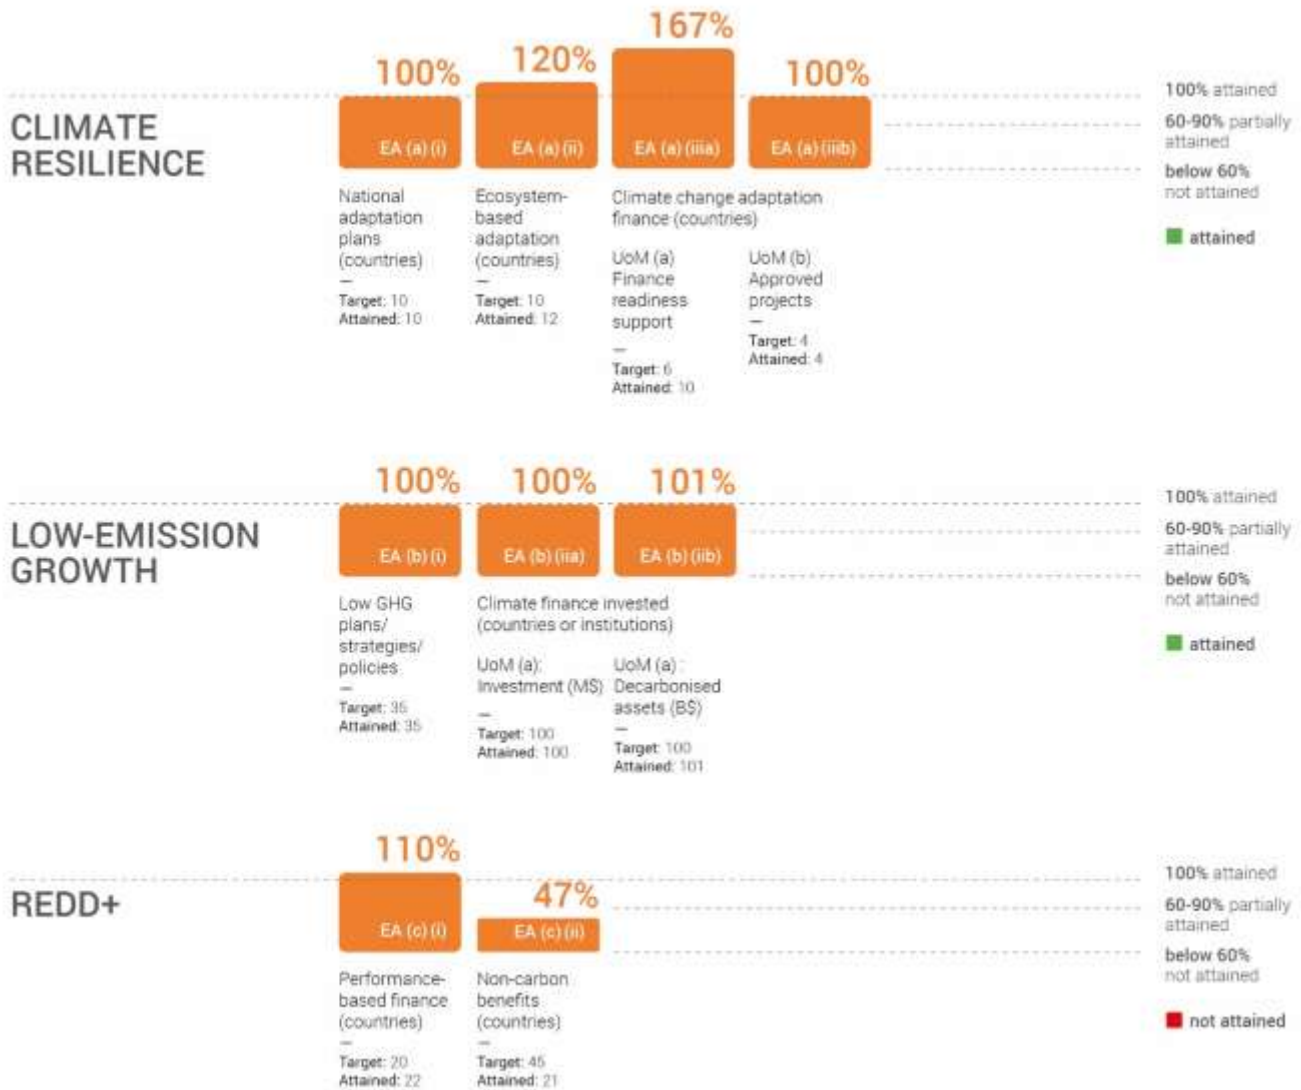 167%
120%
100%
100%
CLIMATE
RESILIENCE
EA (a) (i)
EA (a) (ii)
EA (a) (iiia)
EA (a) (iiib)
100% attained
60-90% partially
attained
below 60%
not attained
attained
National
adaptation
plans
(countries)
—
Target: 10
Attained: 10
Ecosystem-
based
adaptation
(countries)
—
Target: 10
Attained: 12
Climate change adaptation
finance (countries)
UoM (a)
Finance
readiness
support
—
Target: 6
Attained: 10
UoM (b)
Approved
projects
—
Target: 4
Attained: 4
100%
100%
101%
LOW-EMISSION
GROWTH
EA (b) (i)
EA (b) (iia)
EA (b) (iib)
100% attained
60-90% partially
attained
below 60%
not attained
attained
Low GHG
plans/
strategies/
policies
—
Target: 35
Attained: 35
Climate finance invested
(countries or institutions)
UoM (a):
Investment (M$)
—
Target: 100
Attained: 100
UoM (a) :
Decarbonised
assets (B$)
—
Target: 100
Attained: 101
110%
47%
REDD+
EA (c) (i)
EA (c) (ii)
100% attained
60-90% partially
attained
below 60%
not attained
not attained
Performance-
based finance
(countries)
—
Target: 20
Attained: 22
Non-carbon
benefits
(countries)
—
Target: 45
Attained: 21